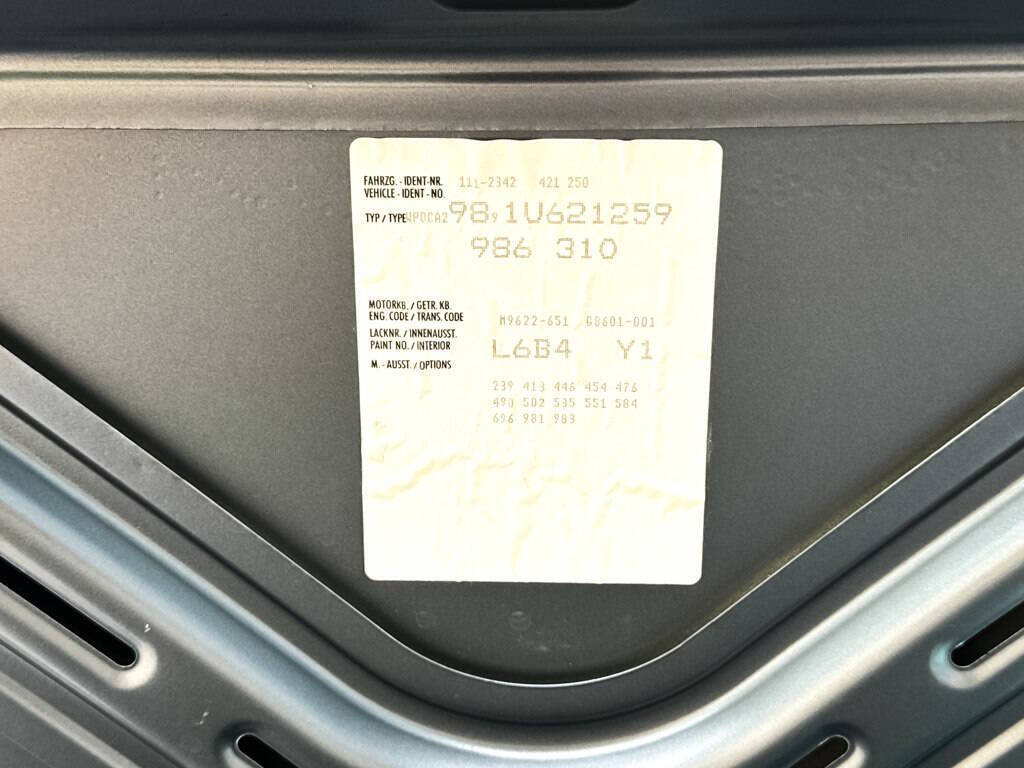 FAHRZG. - IDENT-NR. 111-2342 421 250
VEHICLE - IDENT - NO.
TYP / TYPE WP0CA2989 1U621259
986 310
MOTORKB. / GETR. KB.
ENG. CODE / TRANS. CODE M9622-651 G8601-001
LACKNR. / INNENAUSST.
PAINT NO. / INTERIOR L6B4 Y1
M. - AUSST. / OPTIONS
239 413 446 454 476
490 502 535 551 584
696 981 983